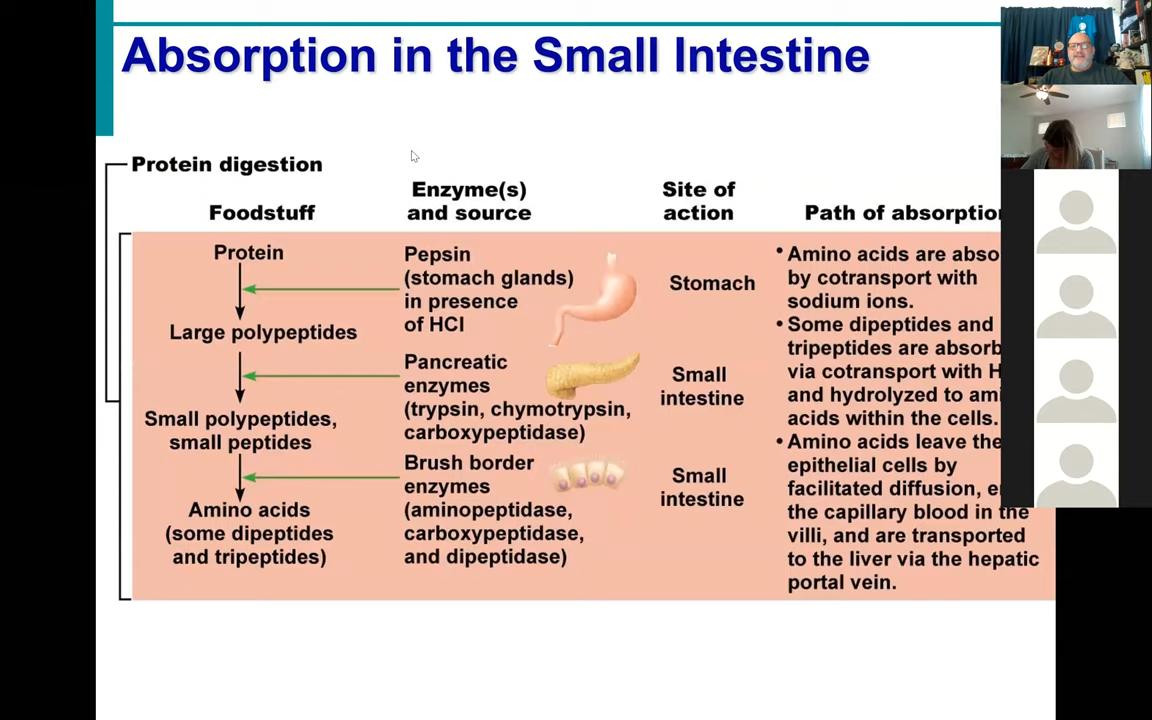 Absorption in the Small Intestine
Protein digestion
Foodstuff
Enzyme(s)
and source
Site of
action
Path of
Protein
Large polypeptides
Small polypeptides,
small peptides
Amino acids
(some dipeptides
and tripeptides)
Pepsin
(stomach glands)
in presence
of HCI
Pancreatic
enzymes
(trypsin, chymotrypsin,
carboxypeptidase)
Brush border
enzymes
(aminopeptidase,
carboxypeptidase,
and dipeptidase)
Stomach
Small
intestine
Small
intestine
• Amino acids are
by cotransport with
sodium ions.
• Some dipeptides and
tripeptides are
via cotransport with
and hydrolyzed to
acids within the cells.
• Amino acids leave the
epithelial cells by
facilitated diffusion,
the capillary blood in the
villi, and are transported
to the liver via the hepatic
portal vein.